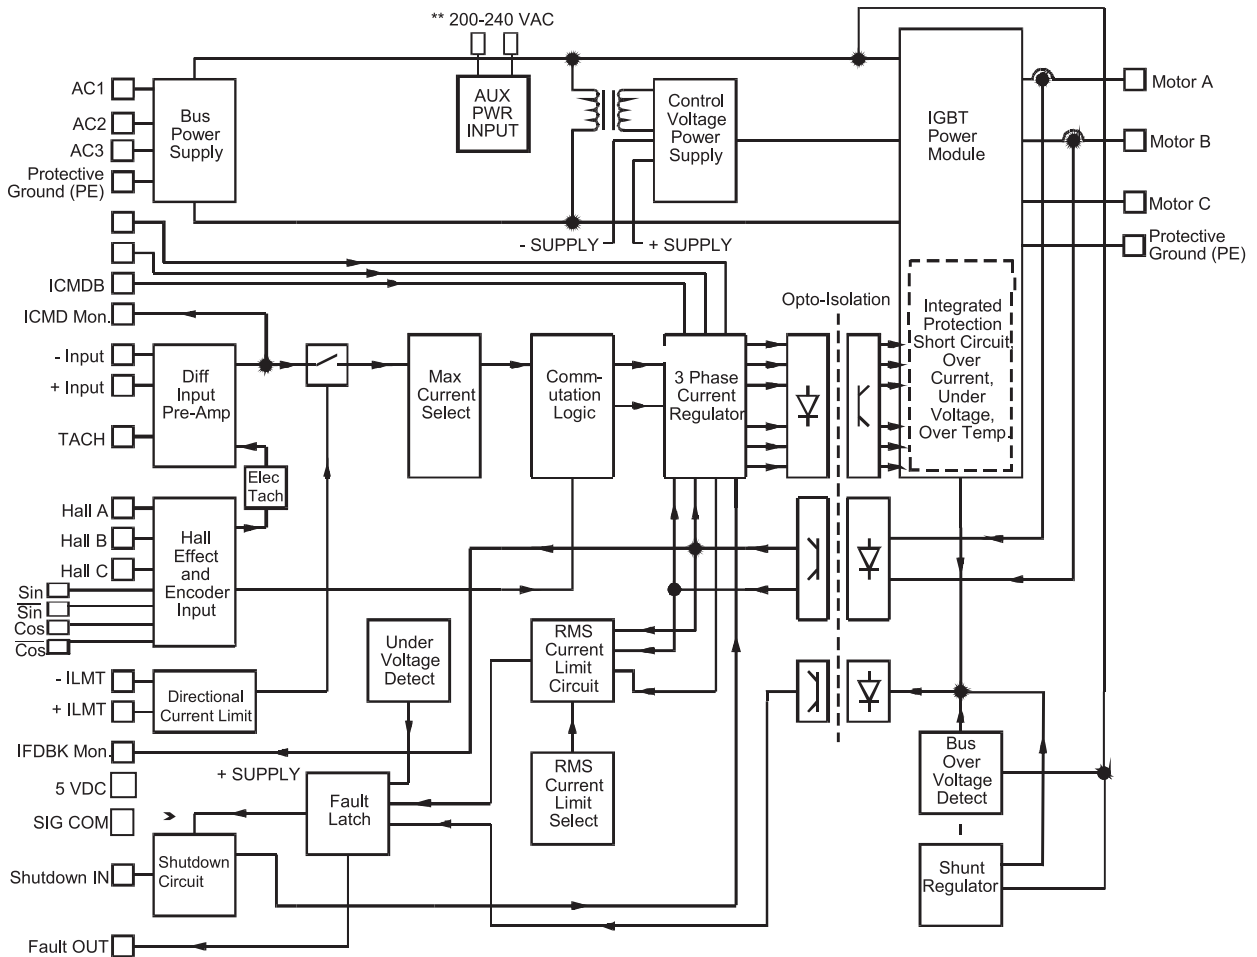 ** 200-240 VAC
AC1
AC2
AC3
Protective
Ground (PE)
Bus
Power
Supply
AUX
PWR
INPUT
Control
Voltage
Power
Supply
- SUPPLY
+ SUPPLY
IGBT
Power
Module
Motor A
Motor B
Motor C
Protective
Ground (PE)
ICMDB
ICMD Mon.
- Input
+ Input
TACH
Diff
Input
Pre-Amp
Elec
Tach
Max
Current
Select
Comm-
utation
Logic
3 Phase
Current
Regulator
Opto-Isolation
Integrated
Protection
Short Circuit,
Over
Current,
Under
Voltage,
Over Temp.
Hall A
Hall B
Hall C
Sin
Sin
Cos
Cos
Hall
Effect
and
Encoder
Input
- ILMT
+ ILMT
Directional
Current Limit
Under
Voltage
Detect
RMS
Current
Limit
Circuit
RMS
Current
Limit
Select
IFDBK Mon.
5 VDC
SIG COM
+ SUPPLY
Fault
Latch
Shutdown IN
Shutdown
Circuit
Fault OUT
Bus
Over
Voltage
Detect
Shunt
Regulator